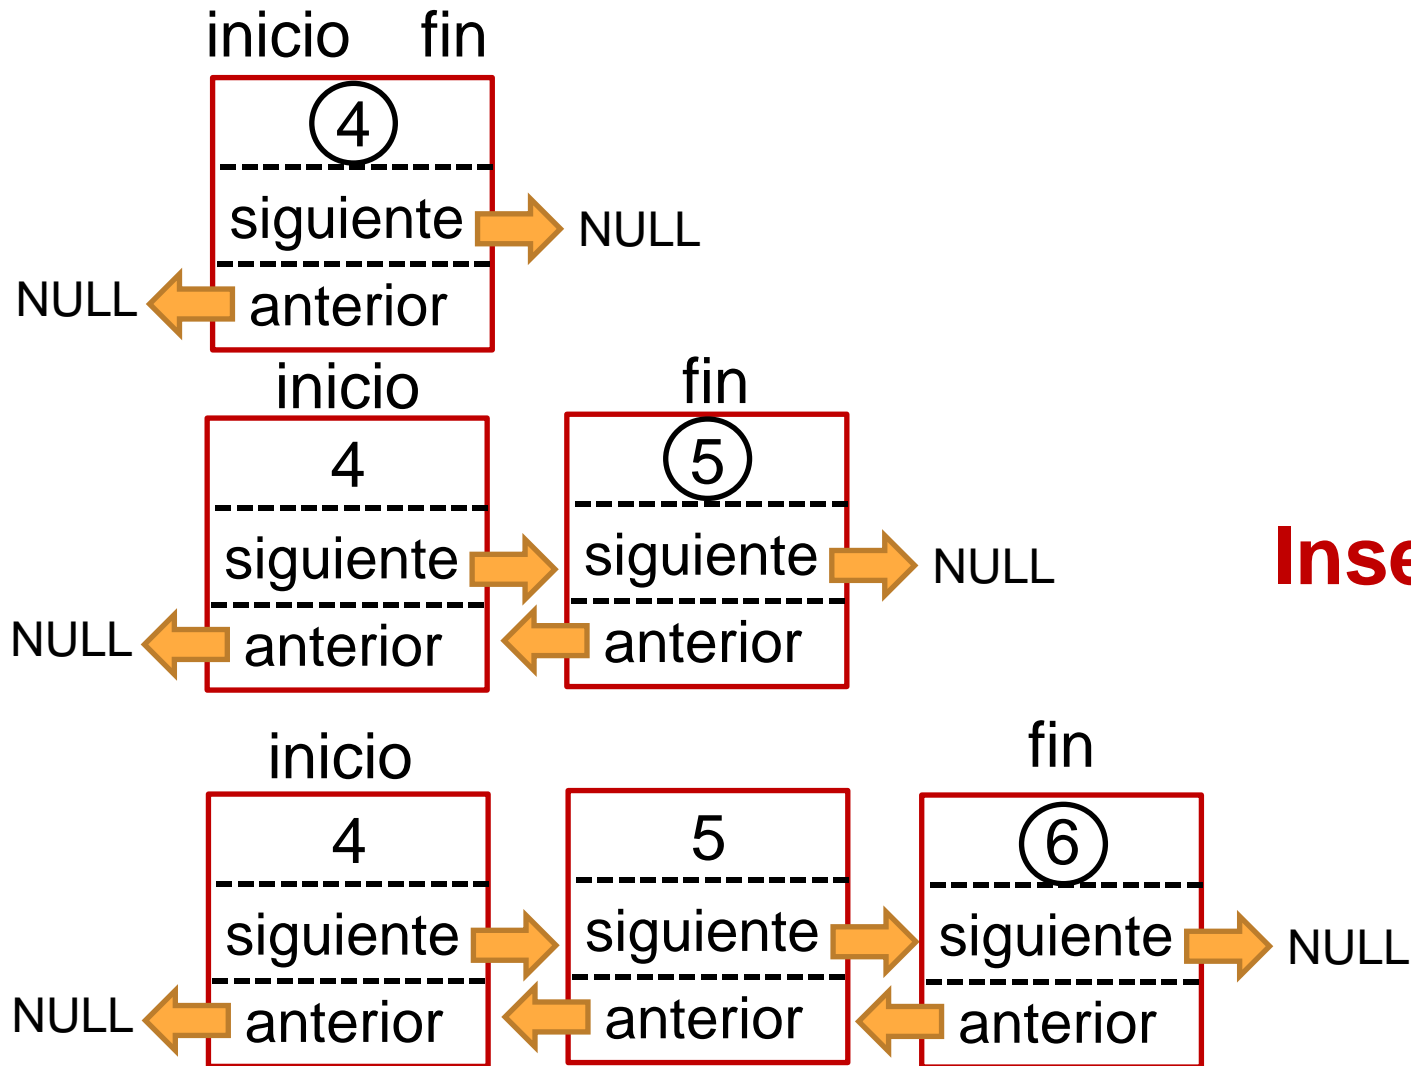 inicio fin
4
siguiente NULL
NULL anterior
inicio fin
4 5
siguiente siguiente NULL
NULL anterior anterior
Inse
inicio fin
4 5 6
siguiente siguiente siguiente NULL
NULL anterior anterior anterior